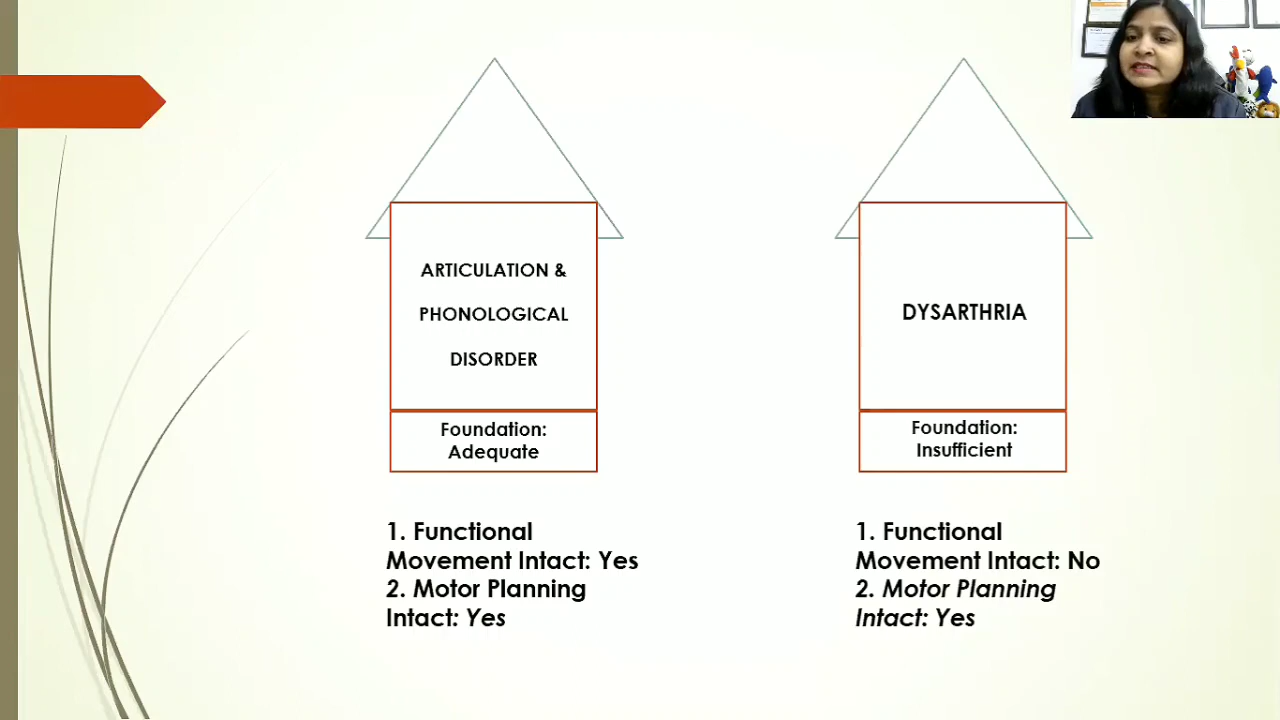 ARTICULATION &
PHONOLOGICAL
DISORDER
Foundation:
Adequate
1. Functional
Movement Intact: Yes
2. Motor Planning
Intact: Yes
DYSARTHRIA
Foundation:
Insufficient
1. Functional
Movement Intact: No
2. Motor Planning
Intact: Yes